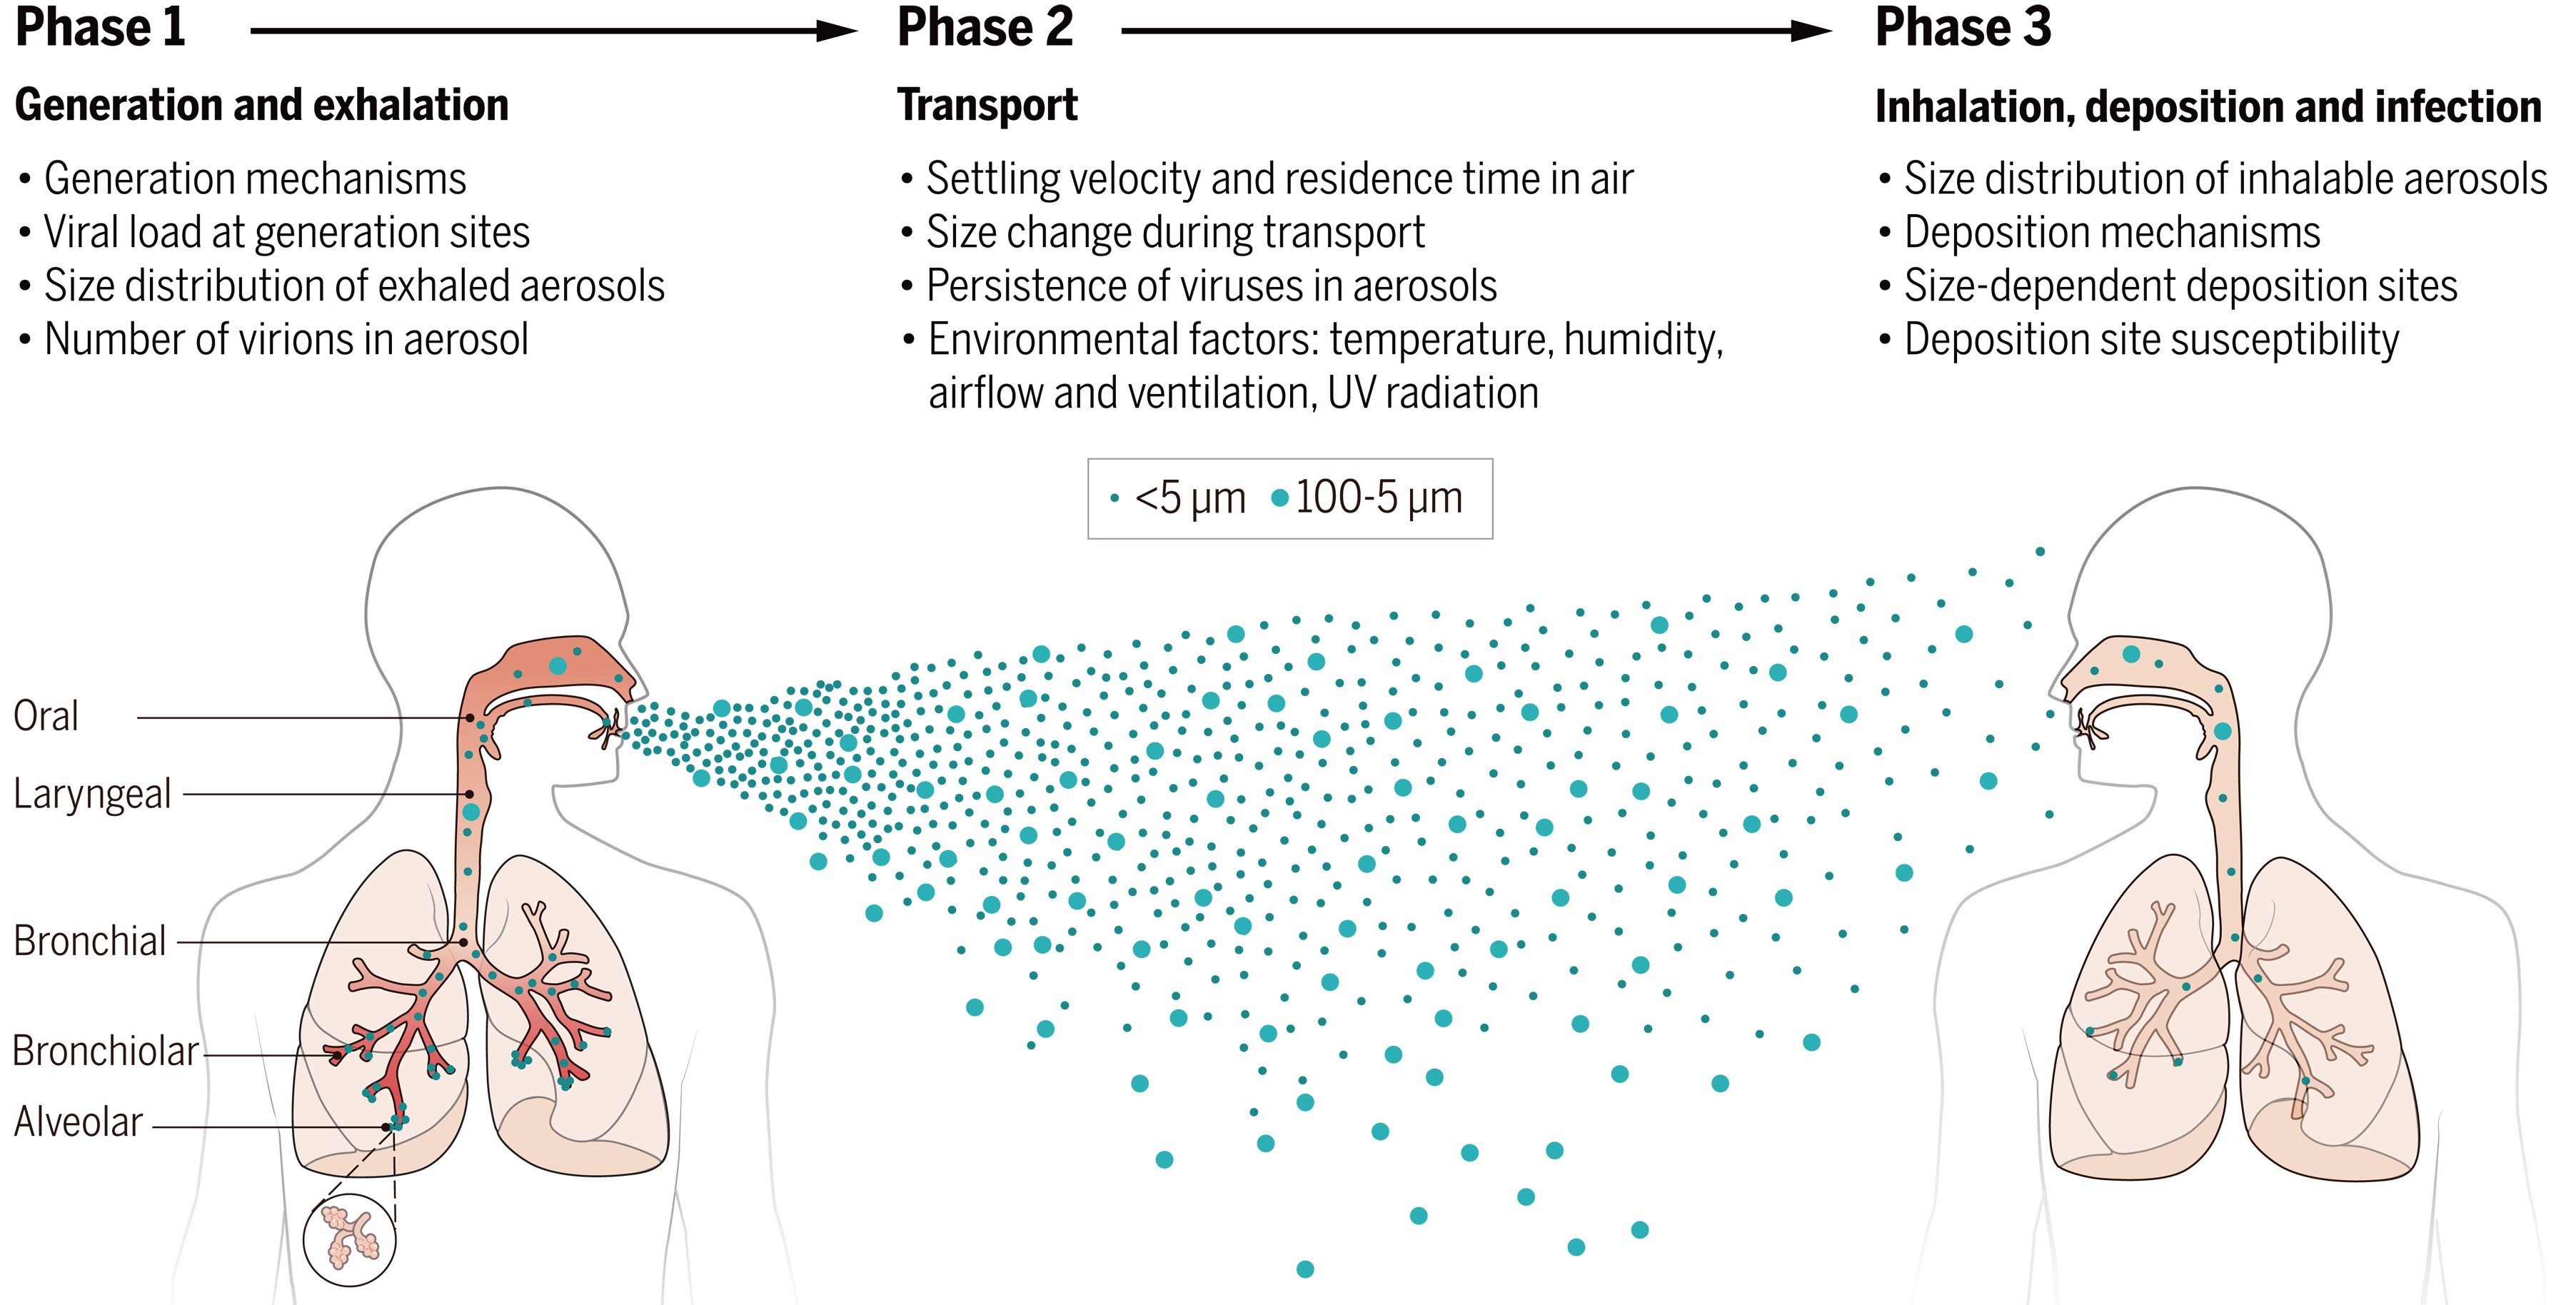 Phase 1
Generation and exhalation
• Generation mechanisms
• Viral load at generation sites
• Size distribution of exhaled aerosols
• Number of virions in aerosol
Phase 2
Transport
• Settling velocity and residence time in air
• Size change during transport
• Persistence of viruses in aerosols
• Environmental factors: temperature, humidity,
airflow and ventilation, UV radiation
Phase 3
Inhalation, deposition and infection
• Size distribution of inhalable aerosols
• Deposition mechanisms
• Size-dependent deposition sites
• Deposition site susceptibility
<5 µm 100-5 µm
Oral
Laryngeal
Bronchial
Bronchiolar
Alveolar